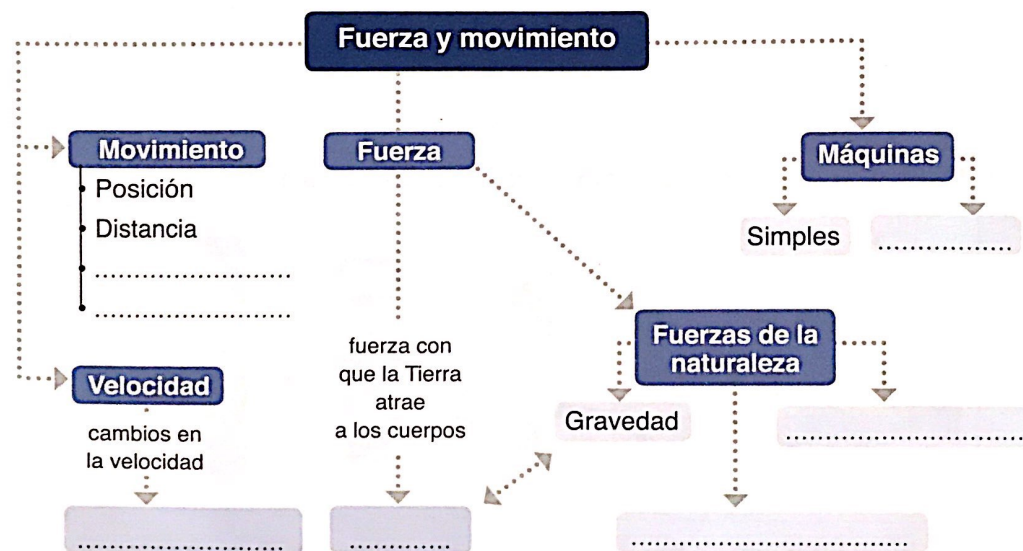 Fuerza y movimiento
Movimiento
Posición
Distancia
Fuerza
Máquinas
Simples
Fuerzas de la
naturaleza
Gravedad
fuerza con
que la Tierra
atrae
a los cuerpos
Velocidad
cambios en
la velocidad